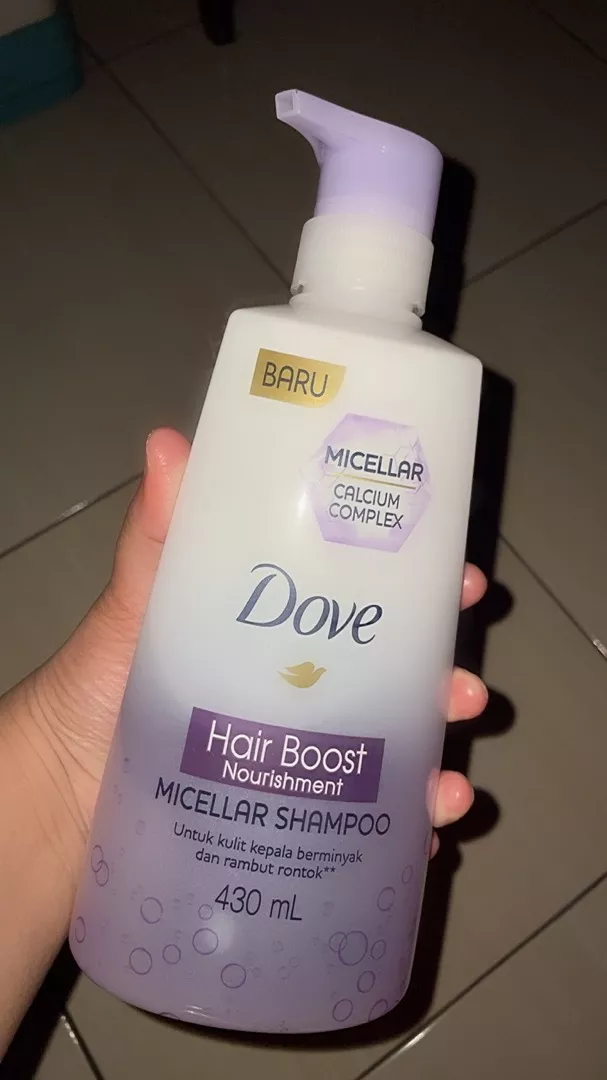 BARU
MICELLAR
CALCIUM
COMPLEX
Dove
Hair Boost
Nourishment
MICELLAR SHAMPOO
Untuk kulit kepala berminyak
dan rambut rontok**
430 mL